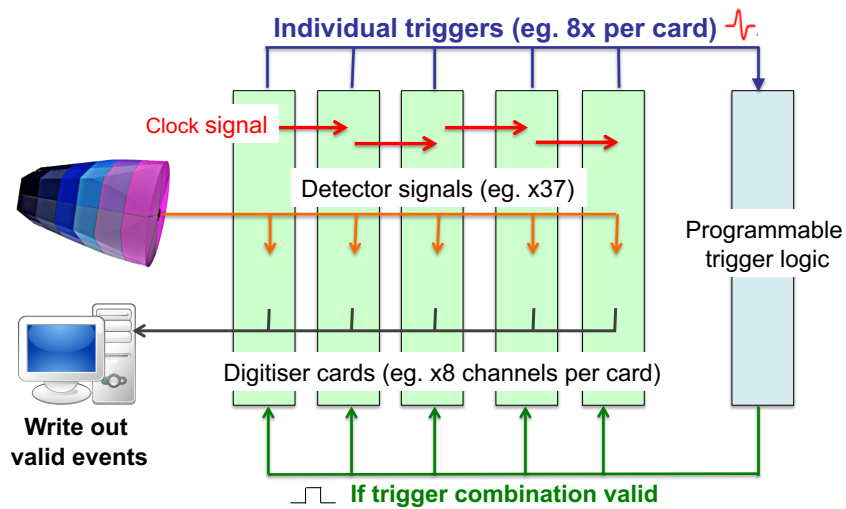 Individual triggers (eg. 8x per card)
Clock signal
Detector signals (eg. x37)
Programmable
trigger logic
Digitiser cards (eg. x8 channels per card)
Write out
valid events
If trigger combination valid